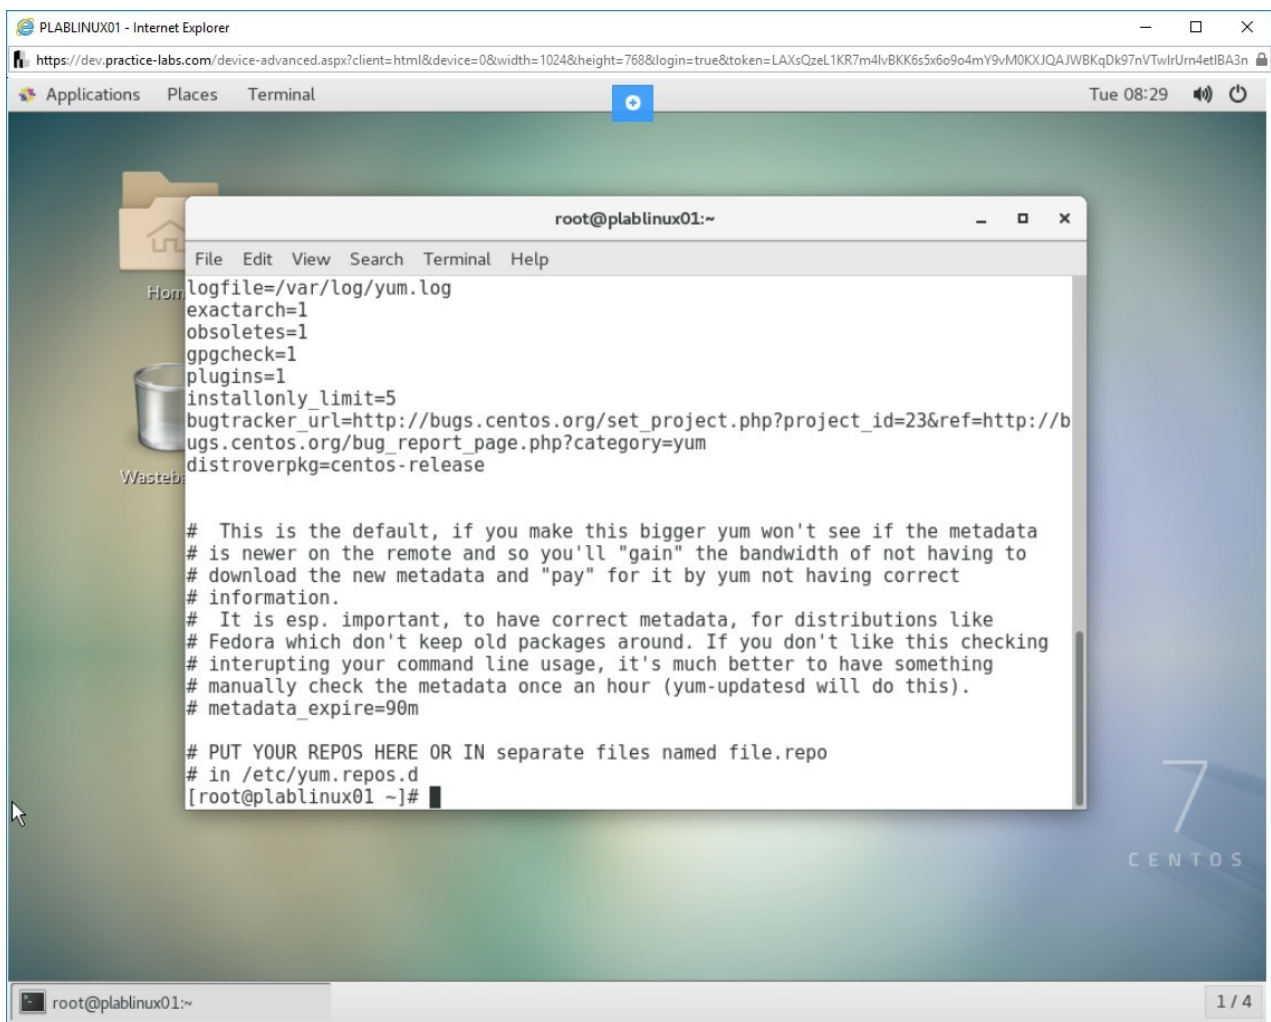 PLABLINUX01 - Internet Explorer
https://dev.practice-labs.com/device-advanced.aspx?client=html&device=0&width=1024&height=768&login=true&token=
Applications Places Terminal
Tue 08:29
Home
Wasteb
root@plablinux01:~
File Edit View Search Terminal Help
logfile=/var/log/yum.log
exactarch=1
obsoletes=1
gpgcheck=1
plugins=1
installonly_limit=5
bugtracker_url=http://bugs.centos.org/set_project.php?project_id=23&ref=http://b
ugs.centos.org/bug_report_page.php?category=yum
distroverpkg=centos-release
#  This is the default, if you make this bigger yum won't see if the metadata
# is newer on the remote and so you'll "gain" the bandwidth of not having to
# download the new metadata and "pay" for it by yum not having correct
# information.
#  It is esp. important, to have correct metadata, for distributions like
# Fedora which don't keep old packages around. If you don't like this checking
# interupting your command line usage, it's much better to have something
# manually check the metadata once an hour (yum-updatesd will do this).
# metadata_expire=90m
# PUT YOUR REPOS HERE OR IN separate files named file.repo
# in /etc/yum.repos.d
[root@plablinux01 ~]#
7
CENTOS
root@plablinux01:~
1 / 4